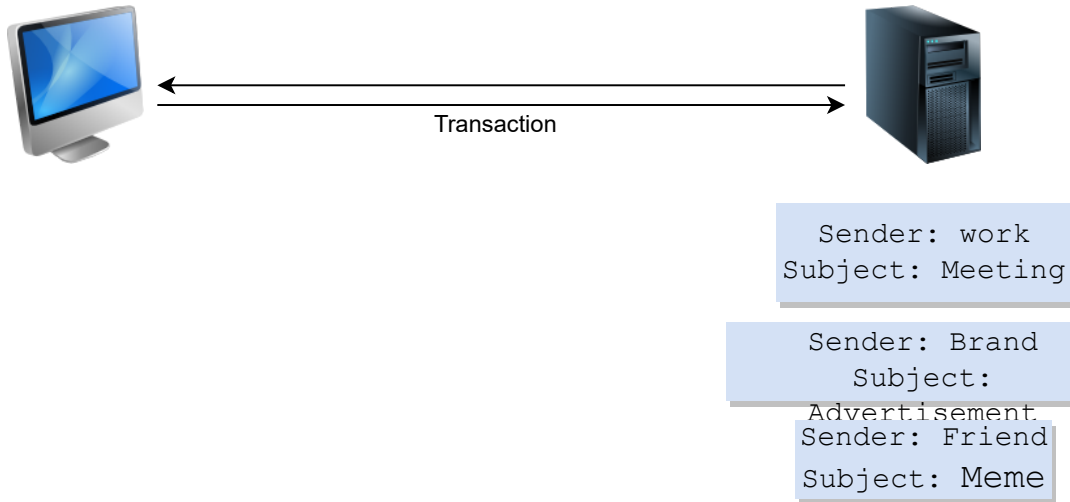 Transaction
Sender: work
Subject: Meeting
Sender: Brand
Subject:
Advertisement
Sender: Friend
Subject: Meme